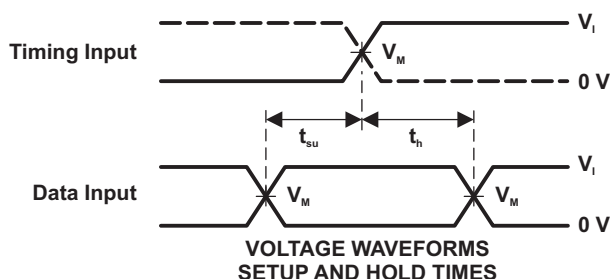 Timing Input
V_M
V_I
0 V
t_su
t_h
Data Input
V_M
V_M
V_I
0 V
VOLTAGE WAVEFORMS
SETUP AND HOLD TIMES